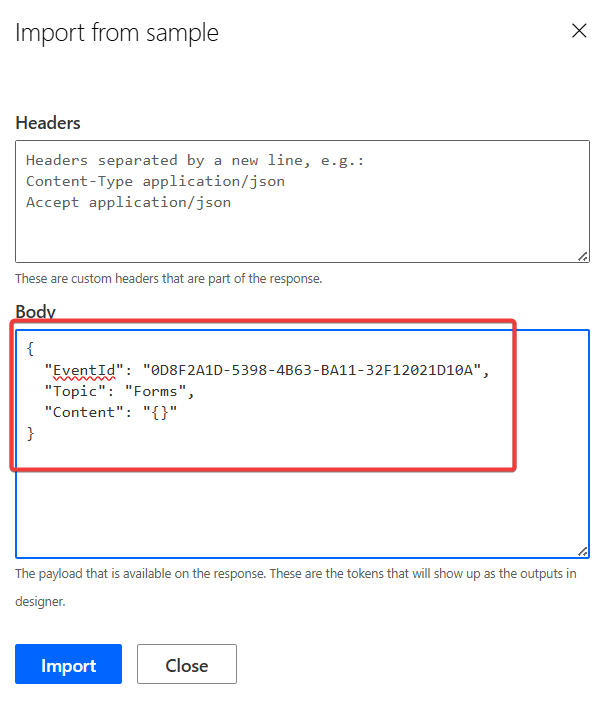 Import from sample
Headers
Headers separated by a new line, e.g.:
Content-Type application/json
Accept application/json
These are custom headers that are part of the response.
Body
{
"EventId": "0D8F2A1D-5398-4B63-BA11-32F12021D10A",
"Topic": "Forms",
"Content": "{}"
}
The payload that is available on the response. These are the tokens that will show up as the outputs in
designer.
Import
Close